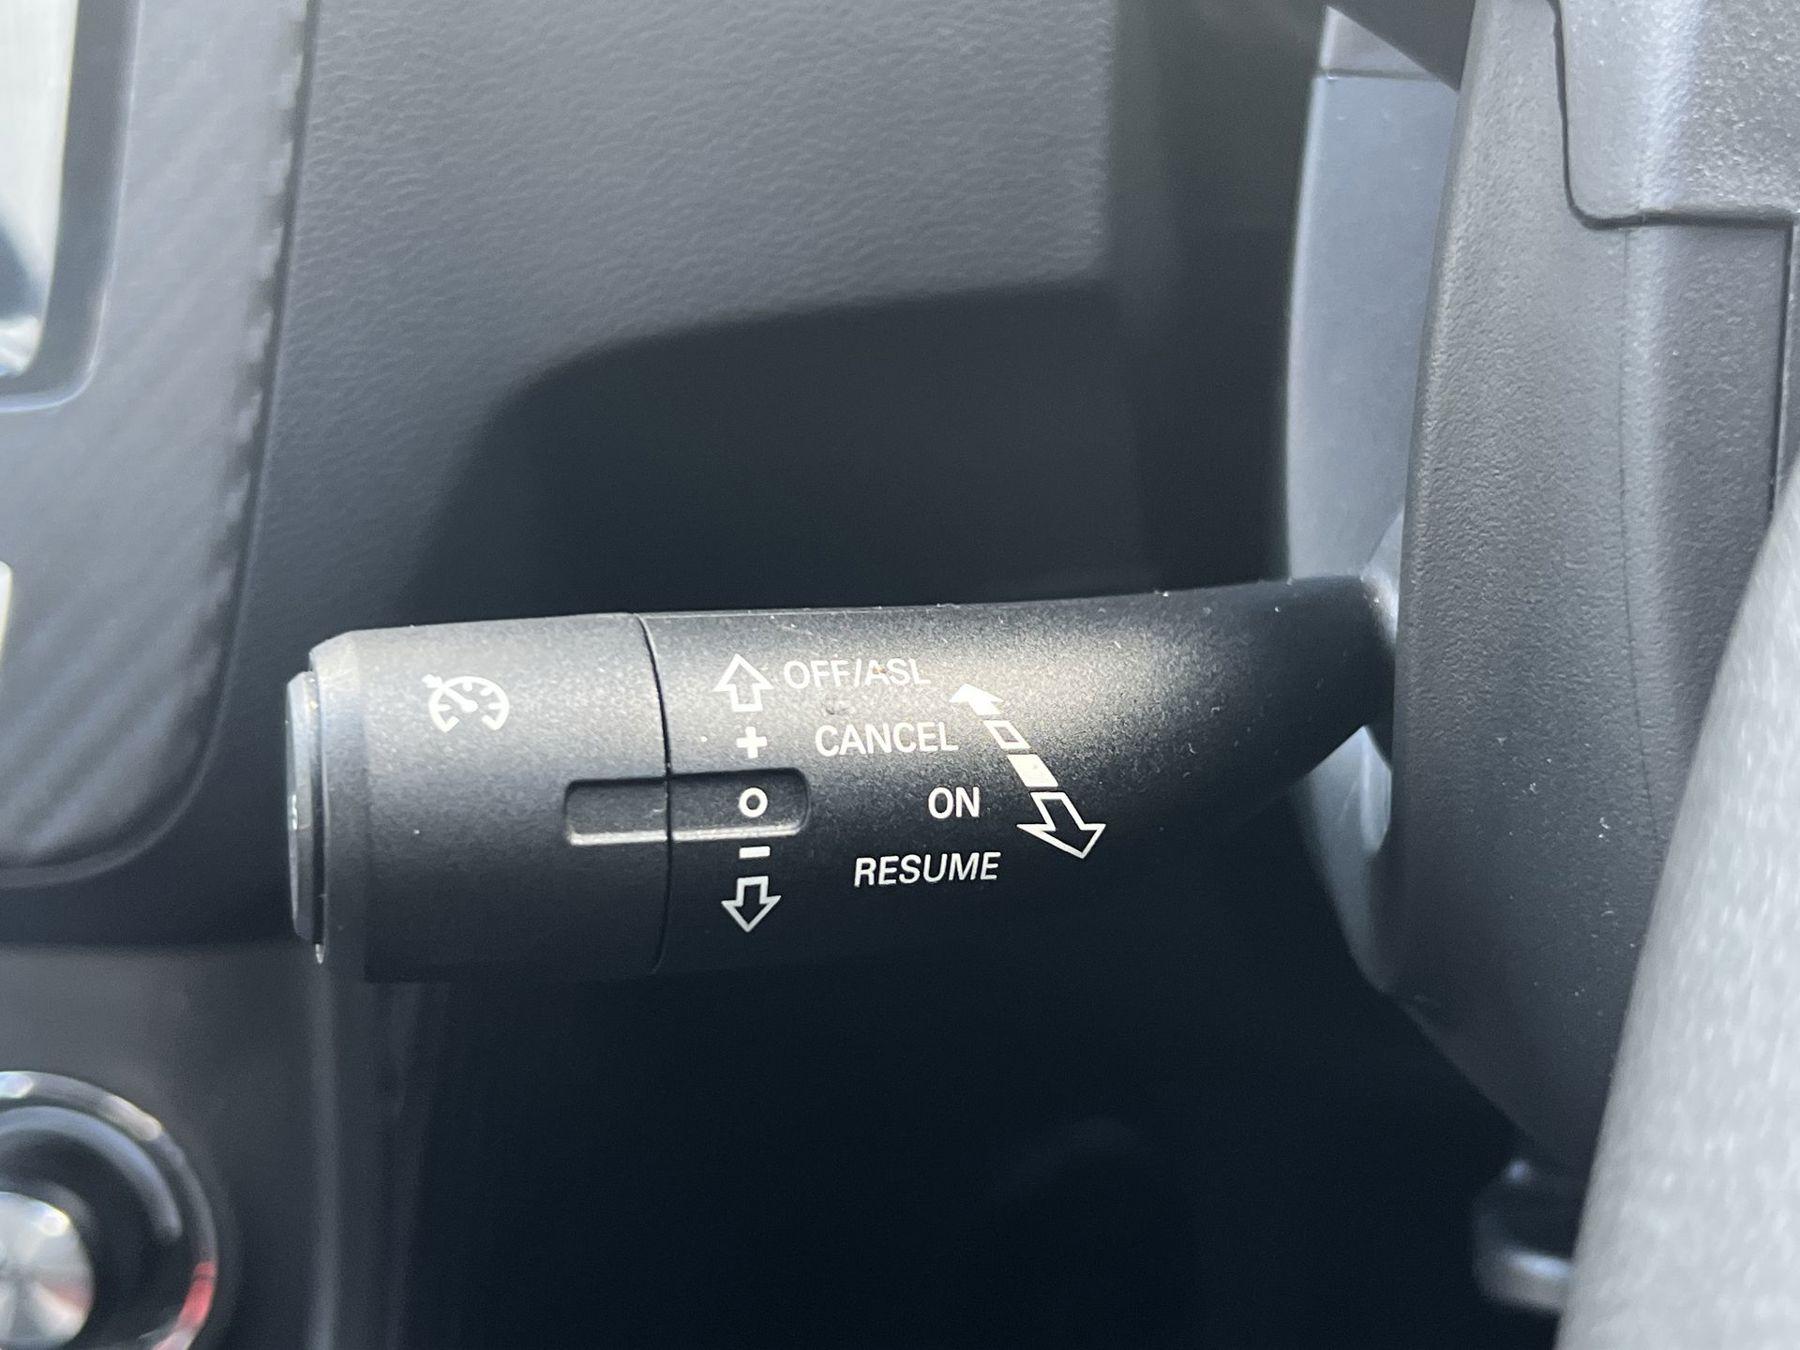 OFF/ASL
+ CANCEL
O ON
- RESUME